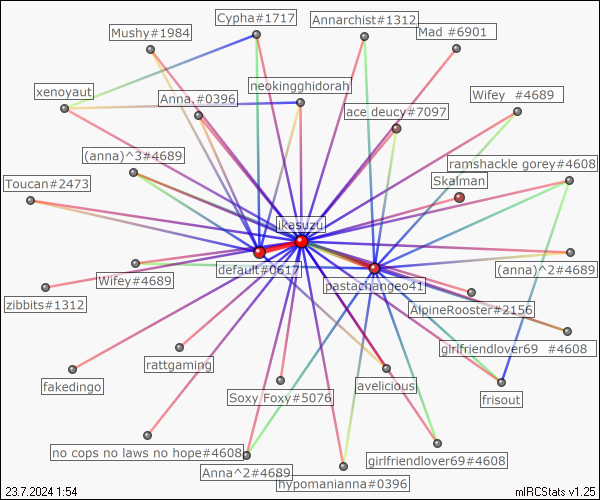 Cypha#1717
Annarchist#1312
Mushy#1984
Mad #6901
neokingghidorah
xenoyaut
Anna.#0396
Wifey  #4689
ace deucy#7097
(anna)^3#4689
ramshackle gorey#4608
Toucan#2473
Skalman
ikasuzu
default#0617
(anna)^2#4689
Wifey#4689
pastachangeo41
zibbits#1312
AlpineRooster#2156
girlfriendlover69  #4608
rattgaming
fakedingo
avelicious
Soxy Foxy#5076
frisout
no cops no laws no hope#4608
girlfriendlover69#4608
Anna^2#4689
hypomanianna#0396
23.7.2024 1:54
mIRCStats v1.25